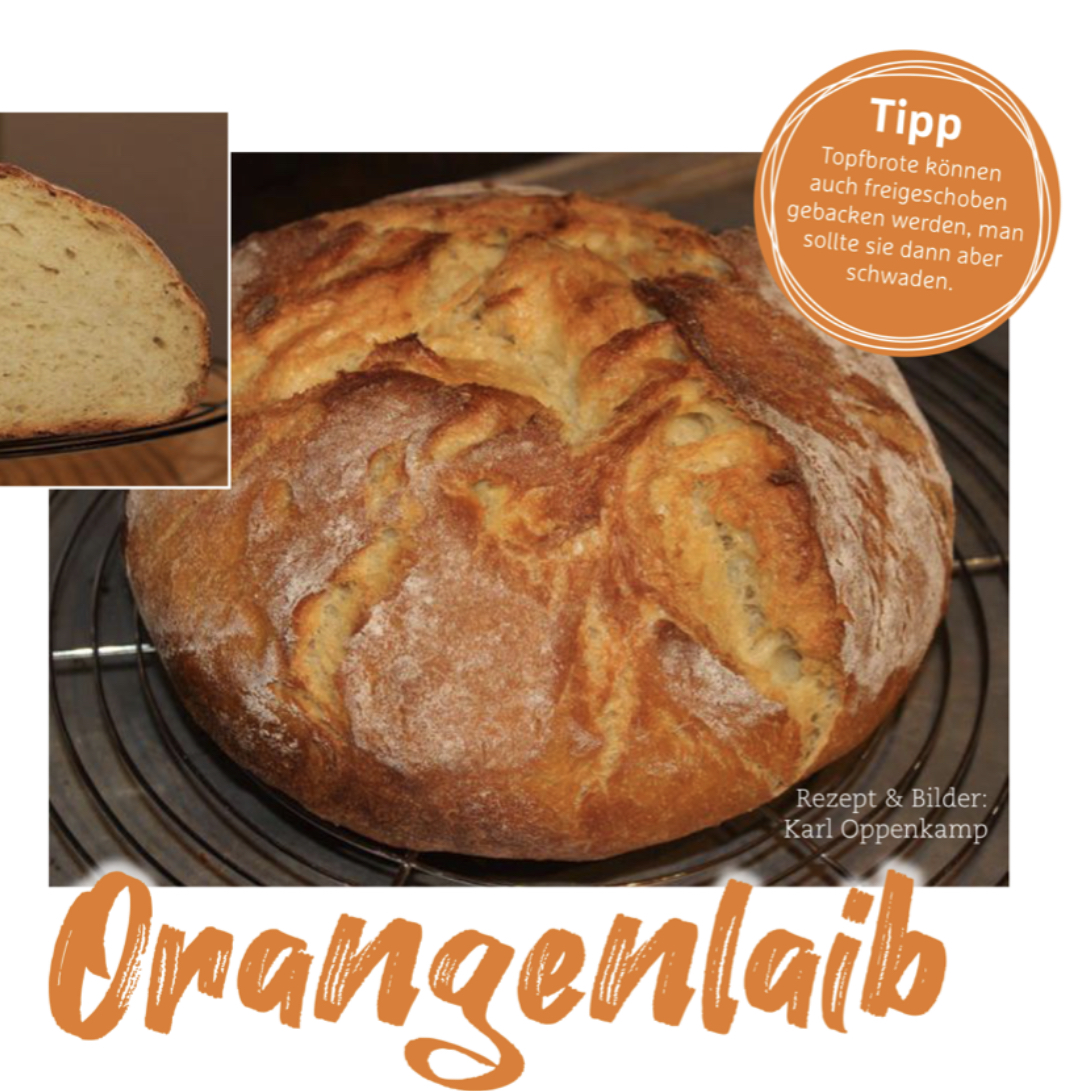 Tipp
Topfbrote können
auch freigeschoben
gebacken werden, man
sollte sie dann aber
schwaden.
Rezept & Bilder:
Karl Oppenkamp
Orangenlaib